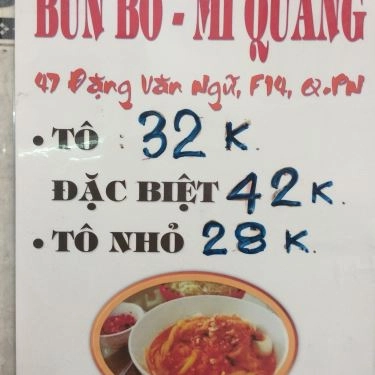 BÚN BÒ - MÌ QUẢNG
47 Đặng Văn Ngữ, F14, Q.PN
• TÔ : 32 K.
ĐẶC BIỆT 42 K.
• TÔ NHỎ 28 K.